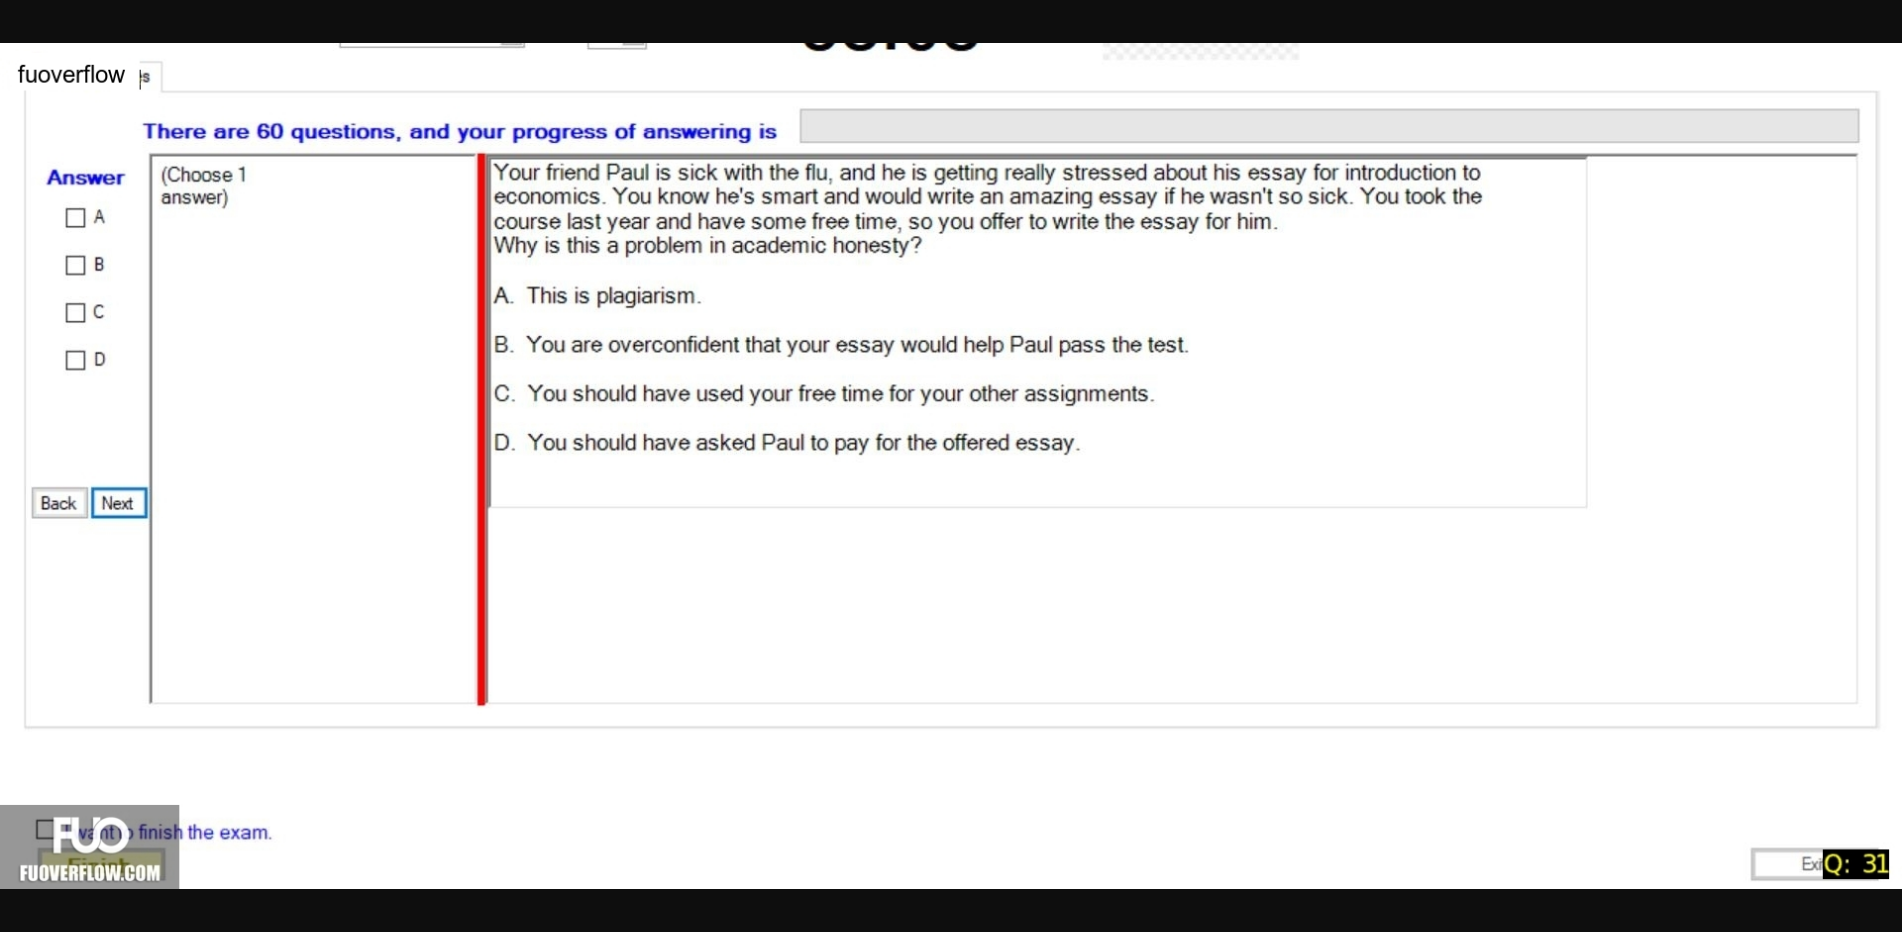 fuoverflow
There are 60 questions, and your progress of answering is
Answer
(Choose 1
answer)
A
B
C
D
Your friend Paul is sick with the flu, and he is getting really stressed about his essay for introduction to
economics. You know he's smart and would write an amazing essay if he wasn't so sick. You took the
course last year and have some free time, so you offer to write the essay for him.
Why is this a problem in academic honesty?
A. This is plagiarism.
B. You are overconfident that your essay would help Paul pass the test.
C. You should have used your free time for your other assignments.
D. You should have asked Paul to pay for the offered essay.
Back Next
I want to finish the exam.
FUO
Finish
FUOVERFLOW.COM
Exi
Q: 31